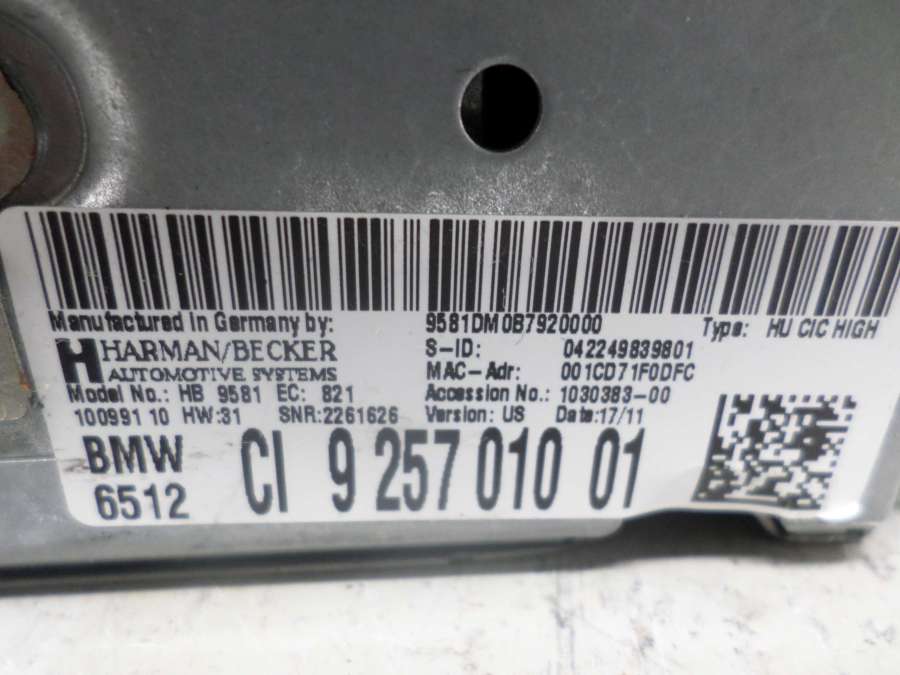 Manufactured in Germany by: 9581DM0B7920000 Type: HU CIC HIGH
HARMAN/BECKER S-ID: 042249839801
AUTOMOTIVE SYSTEMS MAC-Adr: 001CD71F0DFC
Model No.: HB 9581 EC: 821 Accession No.: 1030383-00
10099110 HW:31 SNR:2261626 Version: US Date:17/11
BMW CI 9 257 010 01
6512